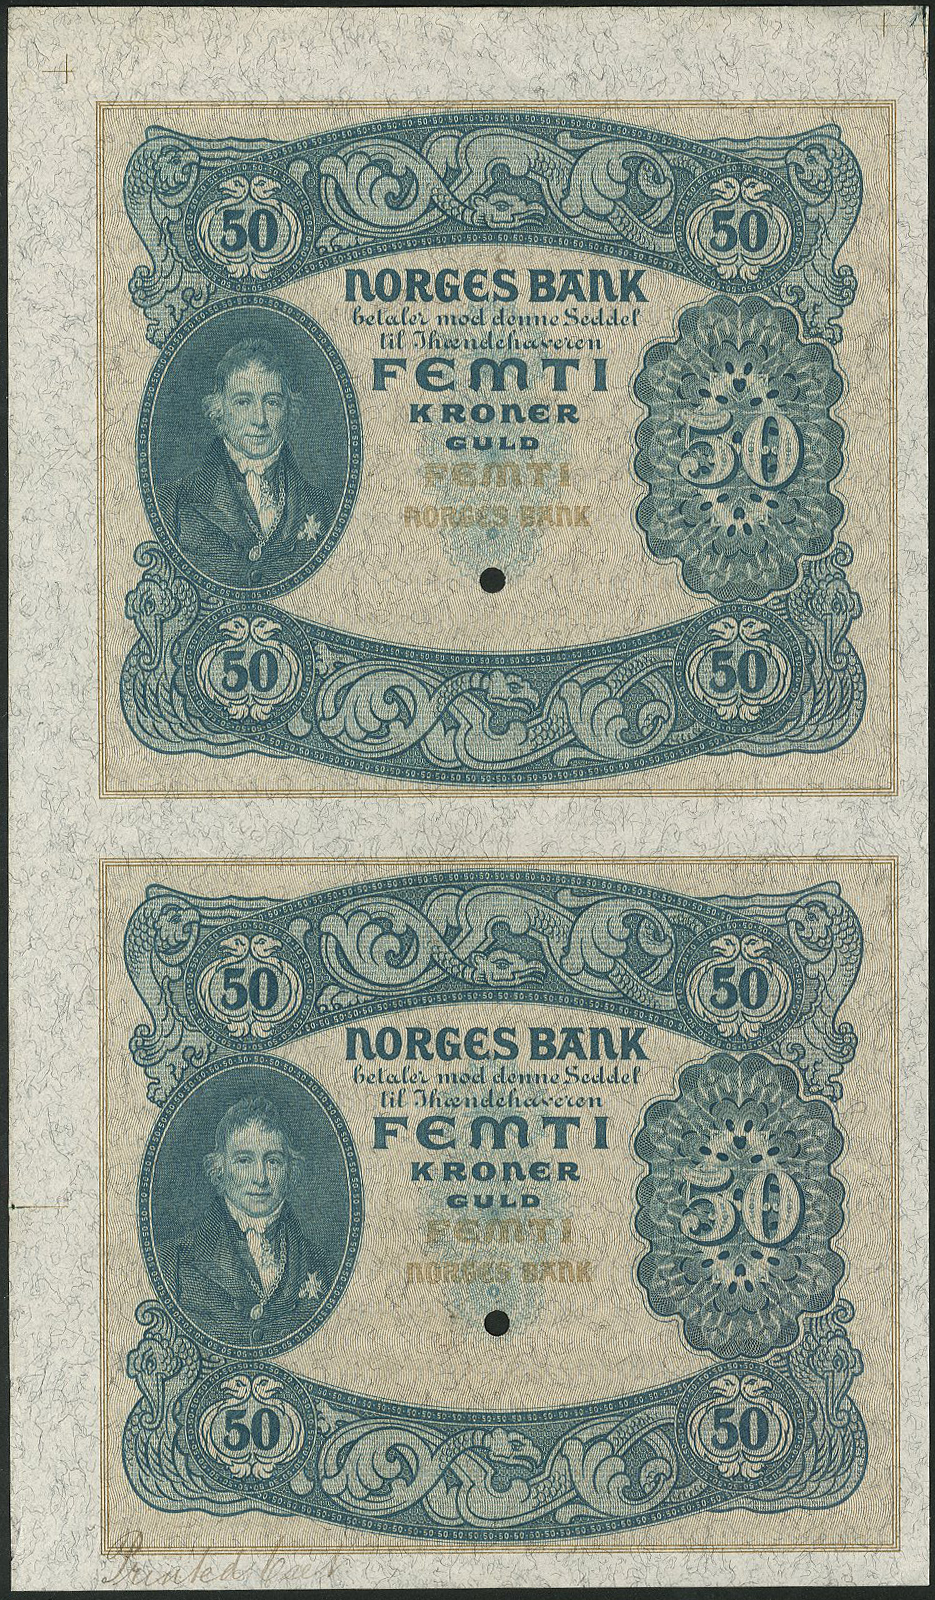 50 50
NORGES BANK
betaler mod denne Seddel
til Ihændehaveren
FEMTI
KRONER
GULD
50
FEMTI
NORGES BANK
50 50
50 50
NORGES BANK
betaler mod denne Seddel
til Ihændehaveren
FEMTI
KRONER
GULD
50
FEMTI
NORGES BANK
50 50
Printed